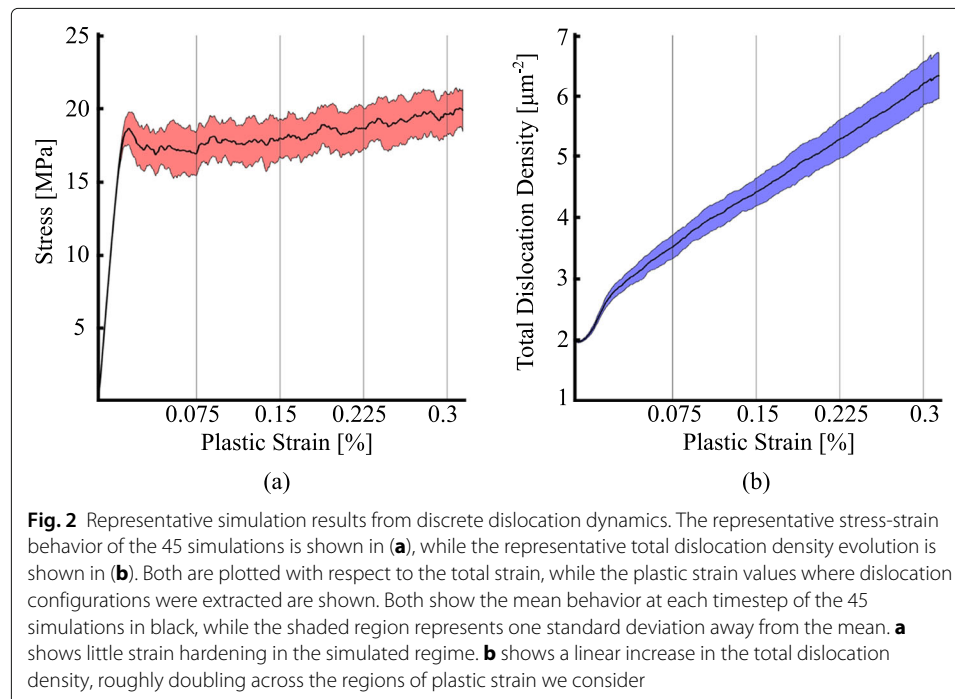 25
20
15
10
5
Stress [MPa]
0.075 0.15 0.225 0.3
Plastic Strain [%]
(a)
7
6
5
4
3
2
1
Total Dislocation Density [μm-2]
0.075 0.15 0.225 0.3
Plastic Strain [%]
(b)
Fig. 2 Representative simulation results from discrete dislocation dynamics. The representative stress-strain
behavior of the 45 simulations is shown in (a), while the representative total dislocation density evolution is
shown in (b). Both are plotted with respect to the total strain, while the plastic strain values where dislocation
configurations were extracted are shown. Both show the mean behavior at each timestep of the 45
simulations in black, while the shaded region represents one standard deviation away from the mean. a
shows little strain hardening in the simulated regime. b shows a linear increase in the total dislocation
density, roughly doubling across the regions of plastic strain we consider